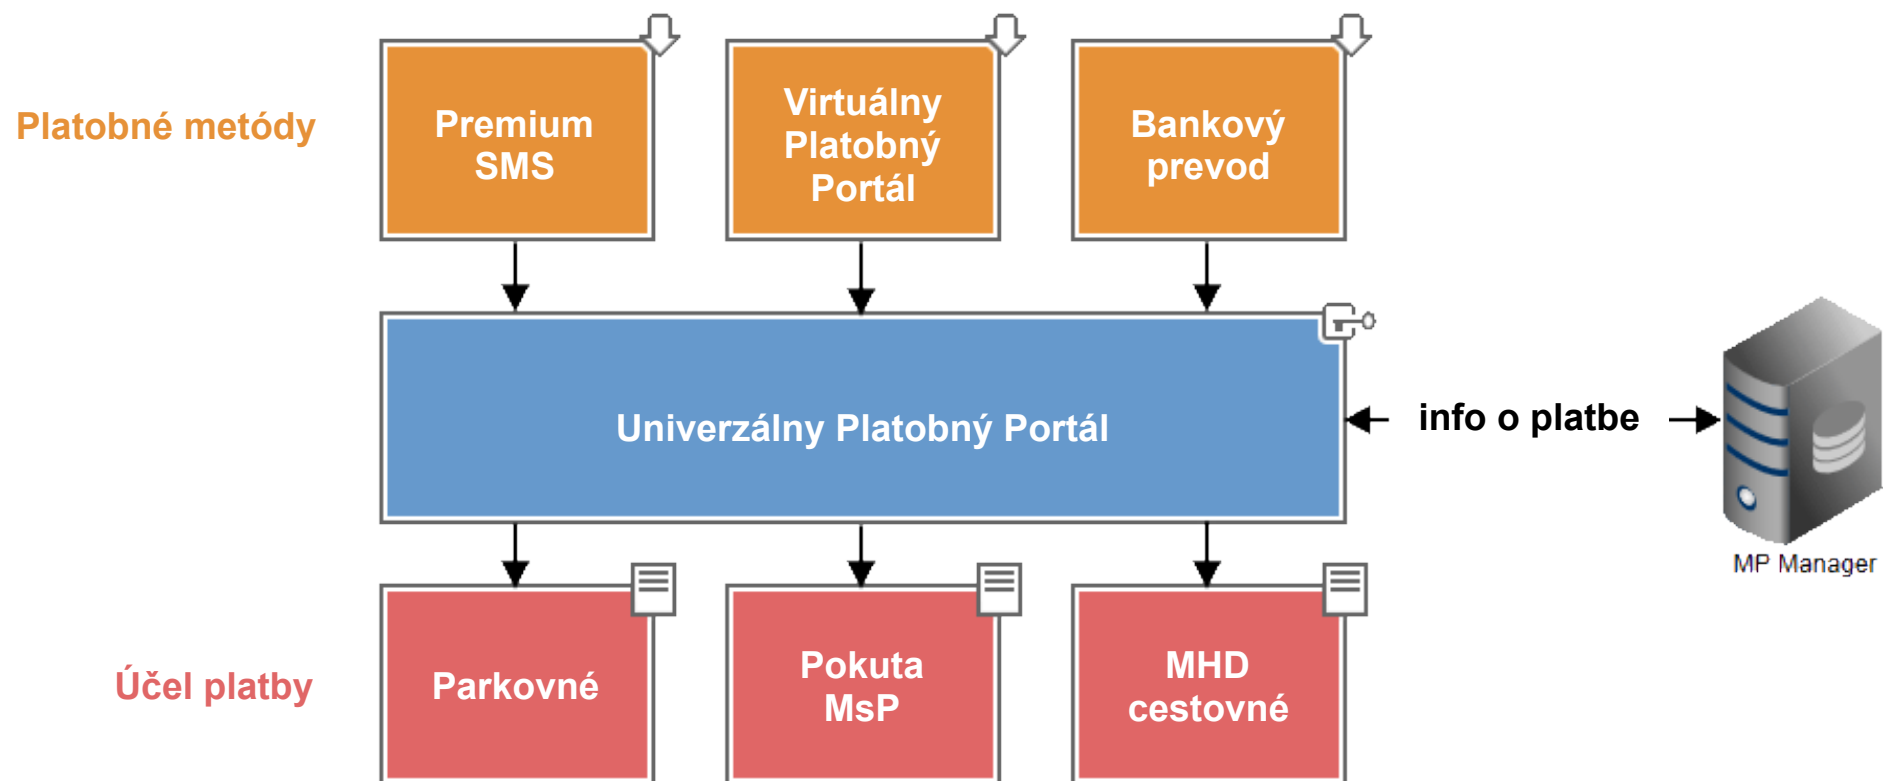 Platobné metódy
Premium
SMS
Virtuálny
Platobný
Portál
Bankový
prevod
Univerzálny Platobný Portál
info o platbe
MP Manager
Účel platby
Parkovné
Pokuta
MsP
MHD
cestovné